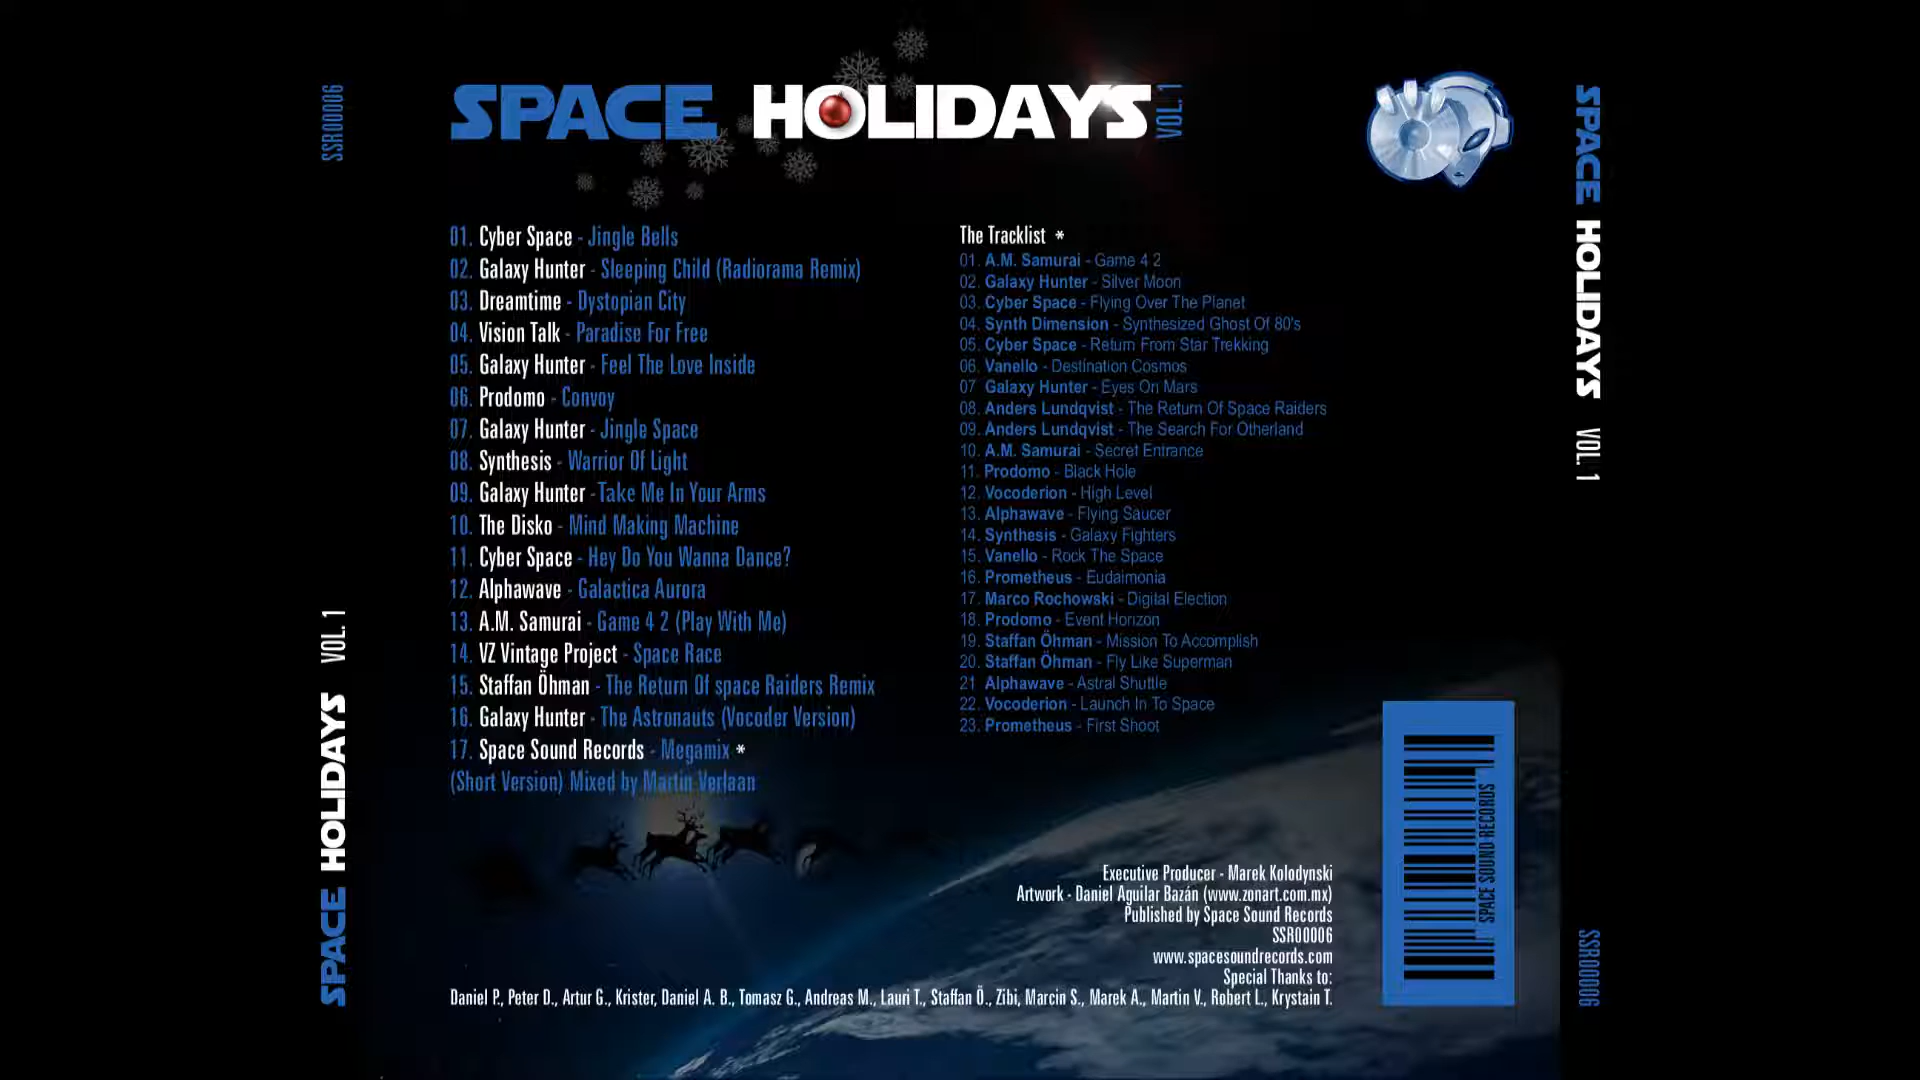 SSR00006
SPACE HOLIDAYS VOL. 1
SPACE HOLIDAYS VOL. 1
01. Cyber Space - Jingle Bells
02. Galaxy Hunter - Sleeping Child (Radiorama Remix)
03. Dreamtime - Dystopian City
04. Vision Talk - Paradise For Free
05. Galaxy Hunter - Feel The Love Inside
06. Prodomo - Convoy
07. Galaxy Hunter - Jingle Space
08. Synthesis - Warrior Of Light
09. Galaxy Hunter -Take Me In Your Arms
10. The Disko - Mind Making Machine
11. Cyber Space - Hey Do You Wanna Dance?
12. Alphawave - Galactica Aurora
13. A.M. Samurai - Game 4 2 (Play With Me)
14. VZ Vintage Project - Space Race
15. Staffan Öhman - The Return Of space Raiders Remix
16. Galaxy Hunter - The Astronauts (Vocoder Version)
17. Space Sound Records - Megamix *
(Short Version) Mixed by Martin Verlaan
The Tracklist *
01. A.M. Samurai - Game 4 2
02. Galaxy Hunter - Silver Moon
03. Cyber Space - Flying Over The Planet
04. Synth Dimension - Synthesized Ghost Of 80's
05. Cyber Space - Return From Star Trekking
06. Vanello - Destination Cosmos
07 Galaxy Hunter - Eyes On Mars
08. Anders Lundqvist - The Return Of Space Raiders
09. Anders Lundqvist - The Search For Otherland
10. A.M. Samurai - Secret Entrance
11. Prodomo - Black Hole
12. Vocoderion - High Level
13. Alphawave - Flying Saucer
14. Synthesis - Galaxy Fighters
15. Vanello - Rock The Space
16. Prometheus - Eudaimonia
17. Marco Rochowski - Digital Election
18. Prodomo - Event Horizon
19. Staffan Öhman - Mission To Accomplish
20. Staffan Öhman - Fly Like Superman
21 Alphawave - Astral Shuttle
22. Vocoderion - Launch In To Space
23. Prometheus - First Shoot
Executive Producer - Marek Kolodynski
Artwork - Daniel Aguilar Bazán (www.zonart.com.mx)
Published by Space Sound Records
SSR00006
www.spacesoundrecords.com
Special Thanks to:
Daniel P., Peter D., Artur G., Krister, Daniel A. B., Tomasz G., Andreas M., Lauri T., Staffan Ö., Zibi, Marcin S., Marek A., Martin V., Robert L., Krystain T.
SPACE SOUND RECORDS
SPACE HOLIDAYS VOL. 1
SSR00006